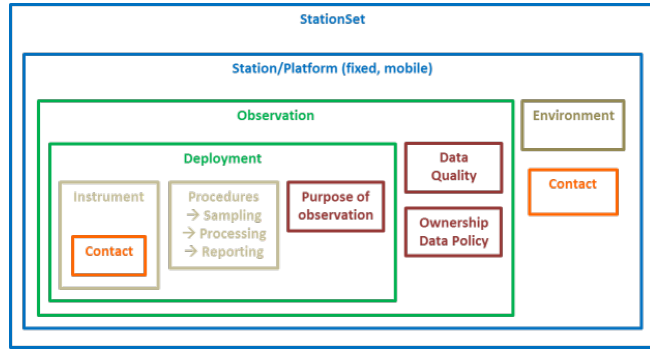 StationSet
Station/Platform (fixed, mobile)
Observation
Environment
Deployment
Data
Quality
Contact
Instrument
Contact
Procedures
→ Sampling
→ Processing
→ Reporting
Purpose of
observation
Ownership
Data Policy